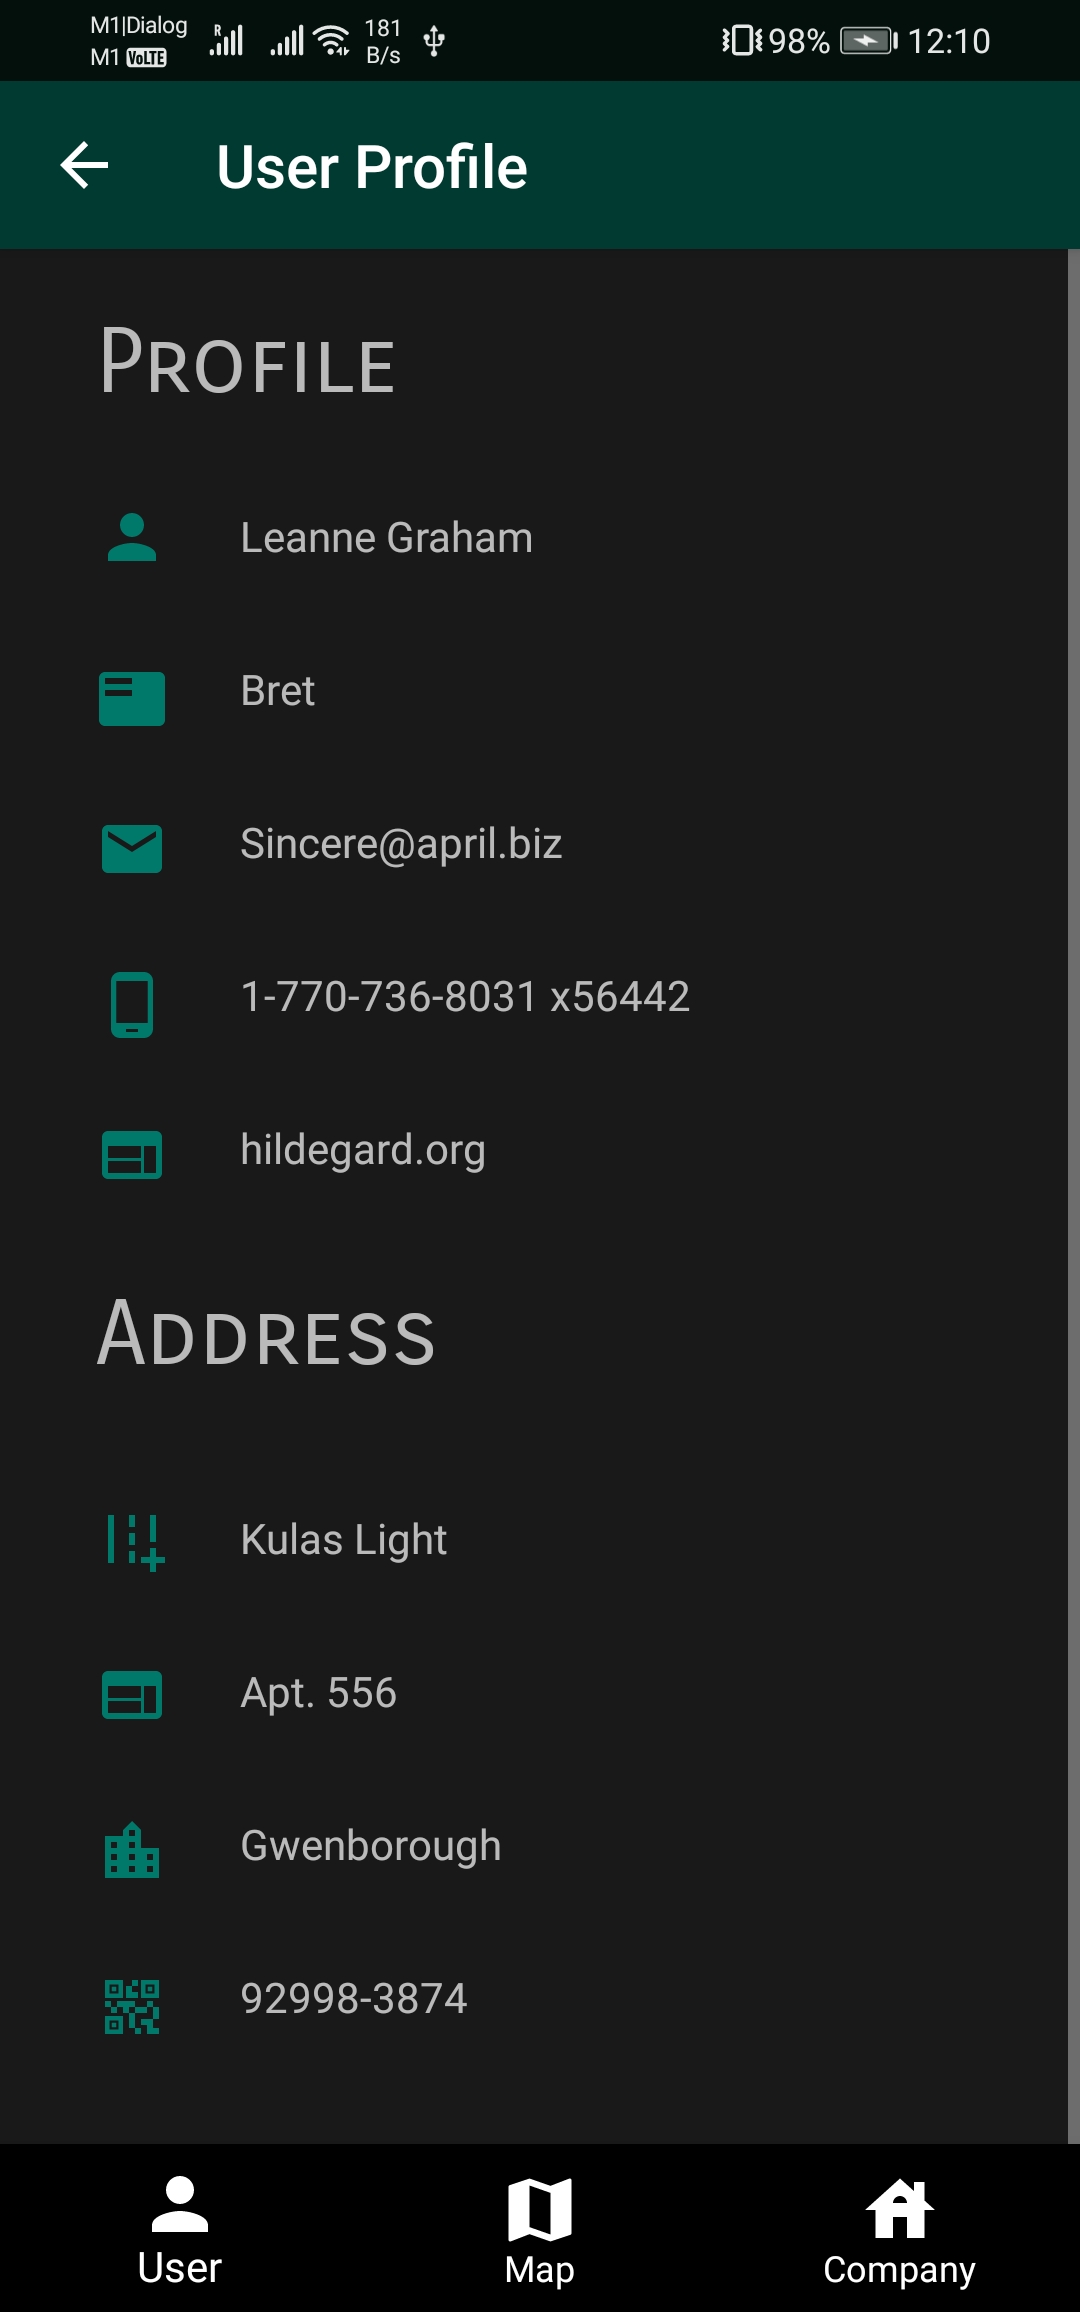 M1|Dialog
M1 VoLTE
R
181
B/s
98%
12:10
User Profile
Profile
Leanne Graham
Bret
Sincere@april.biz
1-770-736-8031 x56442
hildegard.org
Address
Kulas Light
Apt. 556
Gwenborough
92998-3874
User
Map
Company